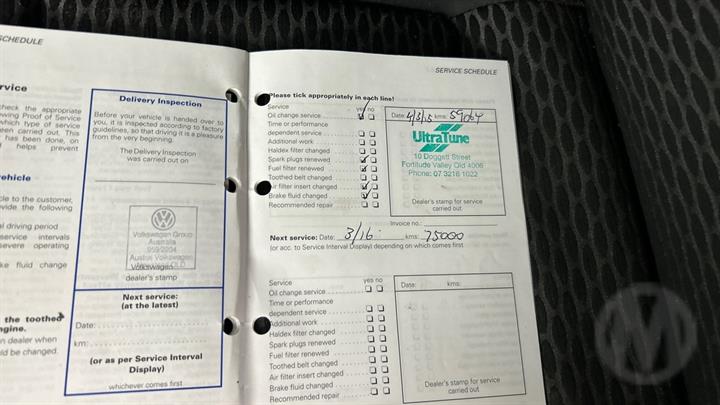 SCHEDULE
rvice
check the appropriate
wing Proof of Service
which type of service
een carried out. This
has been done, on
helps prevent
ehicle
le to the customer,
vide the following
al driving period
service intervals
severe operating
ke fluid change
the toothed
ngine.
n dealer when
ld be changed.
Delivery Inspection
Before your vehicle is handed over to
you, it is inspected according to factory
guidelines, so that driving it is a pleasure
from the very beginning.
The Delivery Inspection
was carried out on
Volkswagen Group
Australia
Volkswagen
dealer's stamp
Next service:
(at the latest)
Date:
km:
(or as per Service Interval
Display)
whichever comes first
SERVICE SCHEDULE
Please tick appropriately in each line!
Service yes no
Oil change service
Time or performance
dependent service
Additional work
Haldex filter changed
Spark plugs renewed
Fuel filter renewed
Toothed belt changed
Air filter insert changed
Brake fluid changed
Recommended repair
Date: kms:
UltraTune
10 Doggett Street
Fortitude Valley Qld 4006
Phone: 07 3216 1022
Dealer's stamp for service
carried out
Invoice no.:
Next service: Date: 3/16 kms: 75000
(or acc. to Service Interval Display) depending on which comes first
Service yes no
Oil change service
Time or performance
dependent service
Additional work
Haldex filter changed
Spark plugs renewed
Fuel filter renewed
Toothed belt changed
Air filter insert changed
Brake fluid changed
Recommended repair
Date: kms:
Dealer's stamp for service
carried out